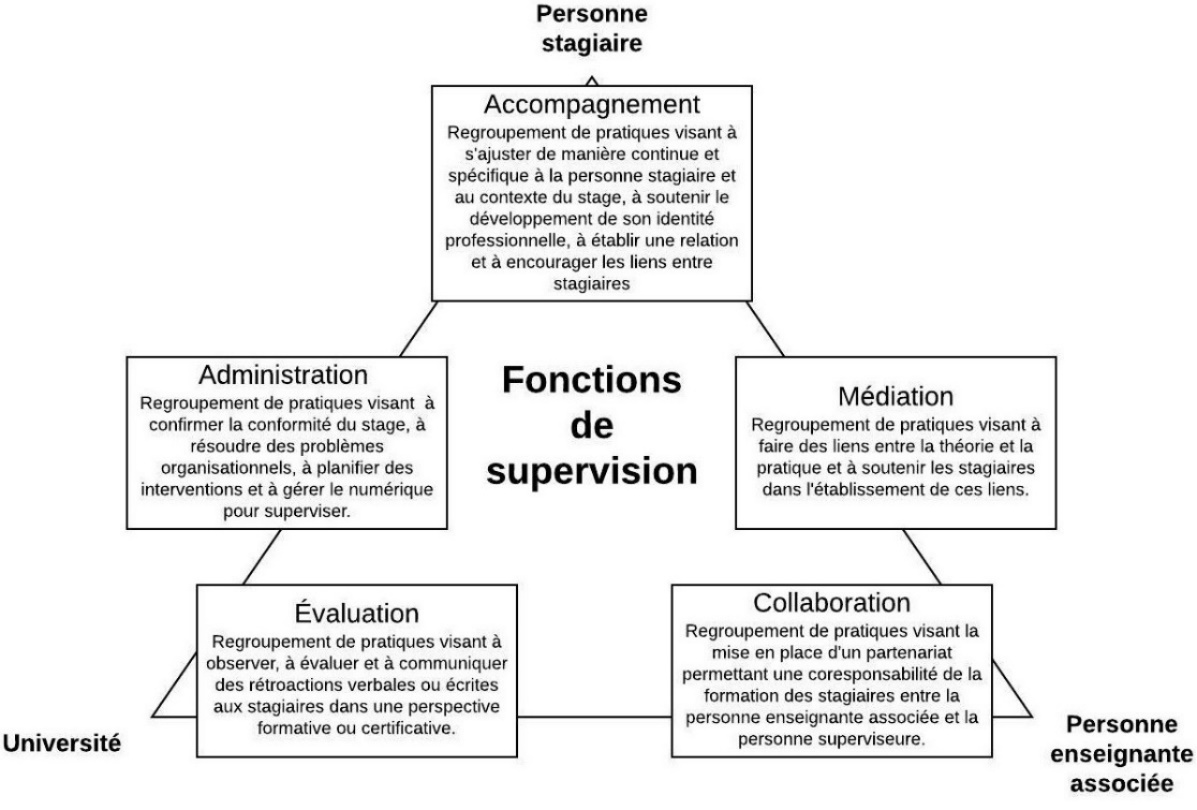 Personne
stagiaire
Accompagnement
Regroupement de pratiques visant à
s'ajuster de manière continue et
spécifique à la personne stagiaire et
au contexte du stage, à soutenir le
développement de son identité
professionnelle, à établir une relation
et à encourager les liens entre
stagiaires
Administration
Regroupement de pratiques visant à
confirmer la conformité du stage, à
résoudre des problèmes
organisationnels, à planifier des
interventions et à gérer le numérique
pour superviser.
Fonctions
de
supervision
Médiation
Regroupement de pratiques visant à
faire des liens entre la théorie et la
pratique et à soutenir les stagiaires
dans l'établissement de ces liens.
Évaluation
Regroupement de pratiques visant à
observer, à évaluer et à communiquer
des rétroactions verbales ou écrites
aux stagiaires dans une perspective
formative ou certificative.
Collaboration
Regroupement de pratiques visant la
mise en place d'un partenariat
permettant une coresponsabilité de la
formation des stagiaires entre la
personne enseignante associée et la
personne superviseure.
Université
Personne
enseignante
associée